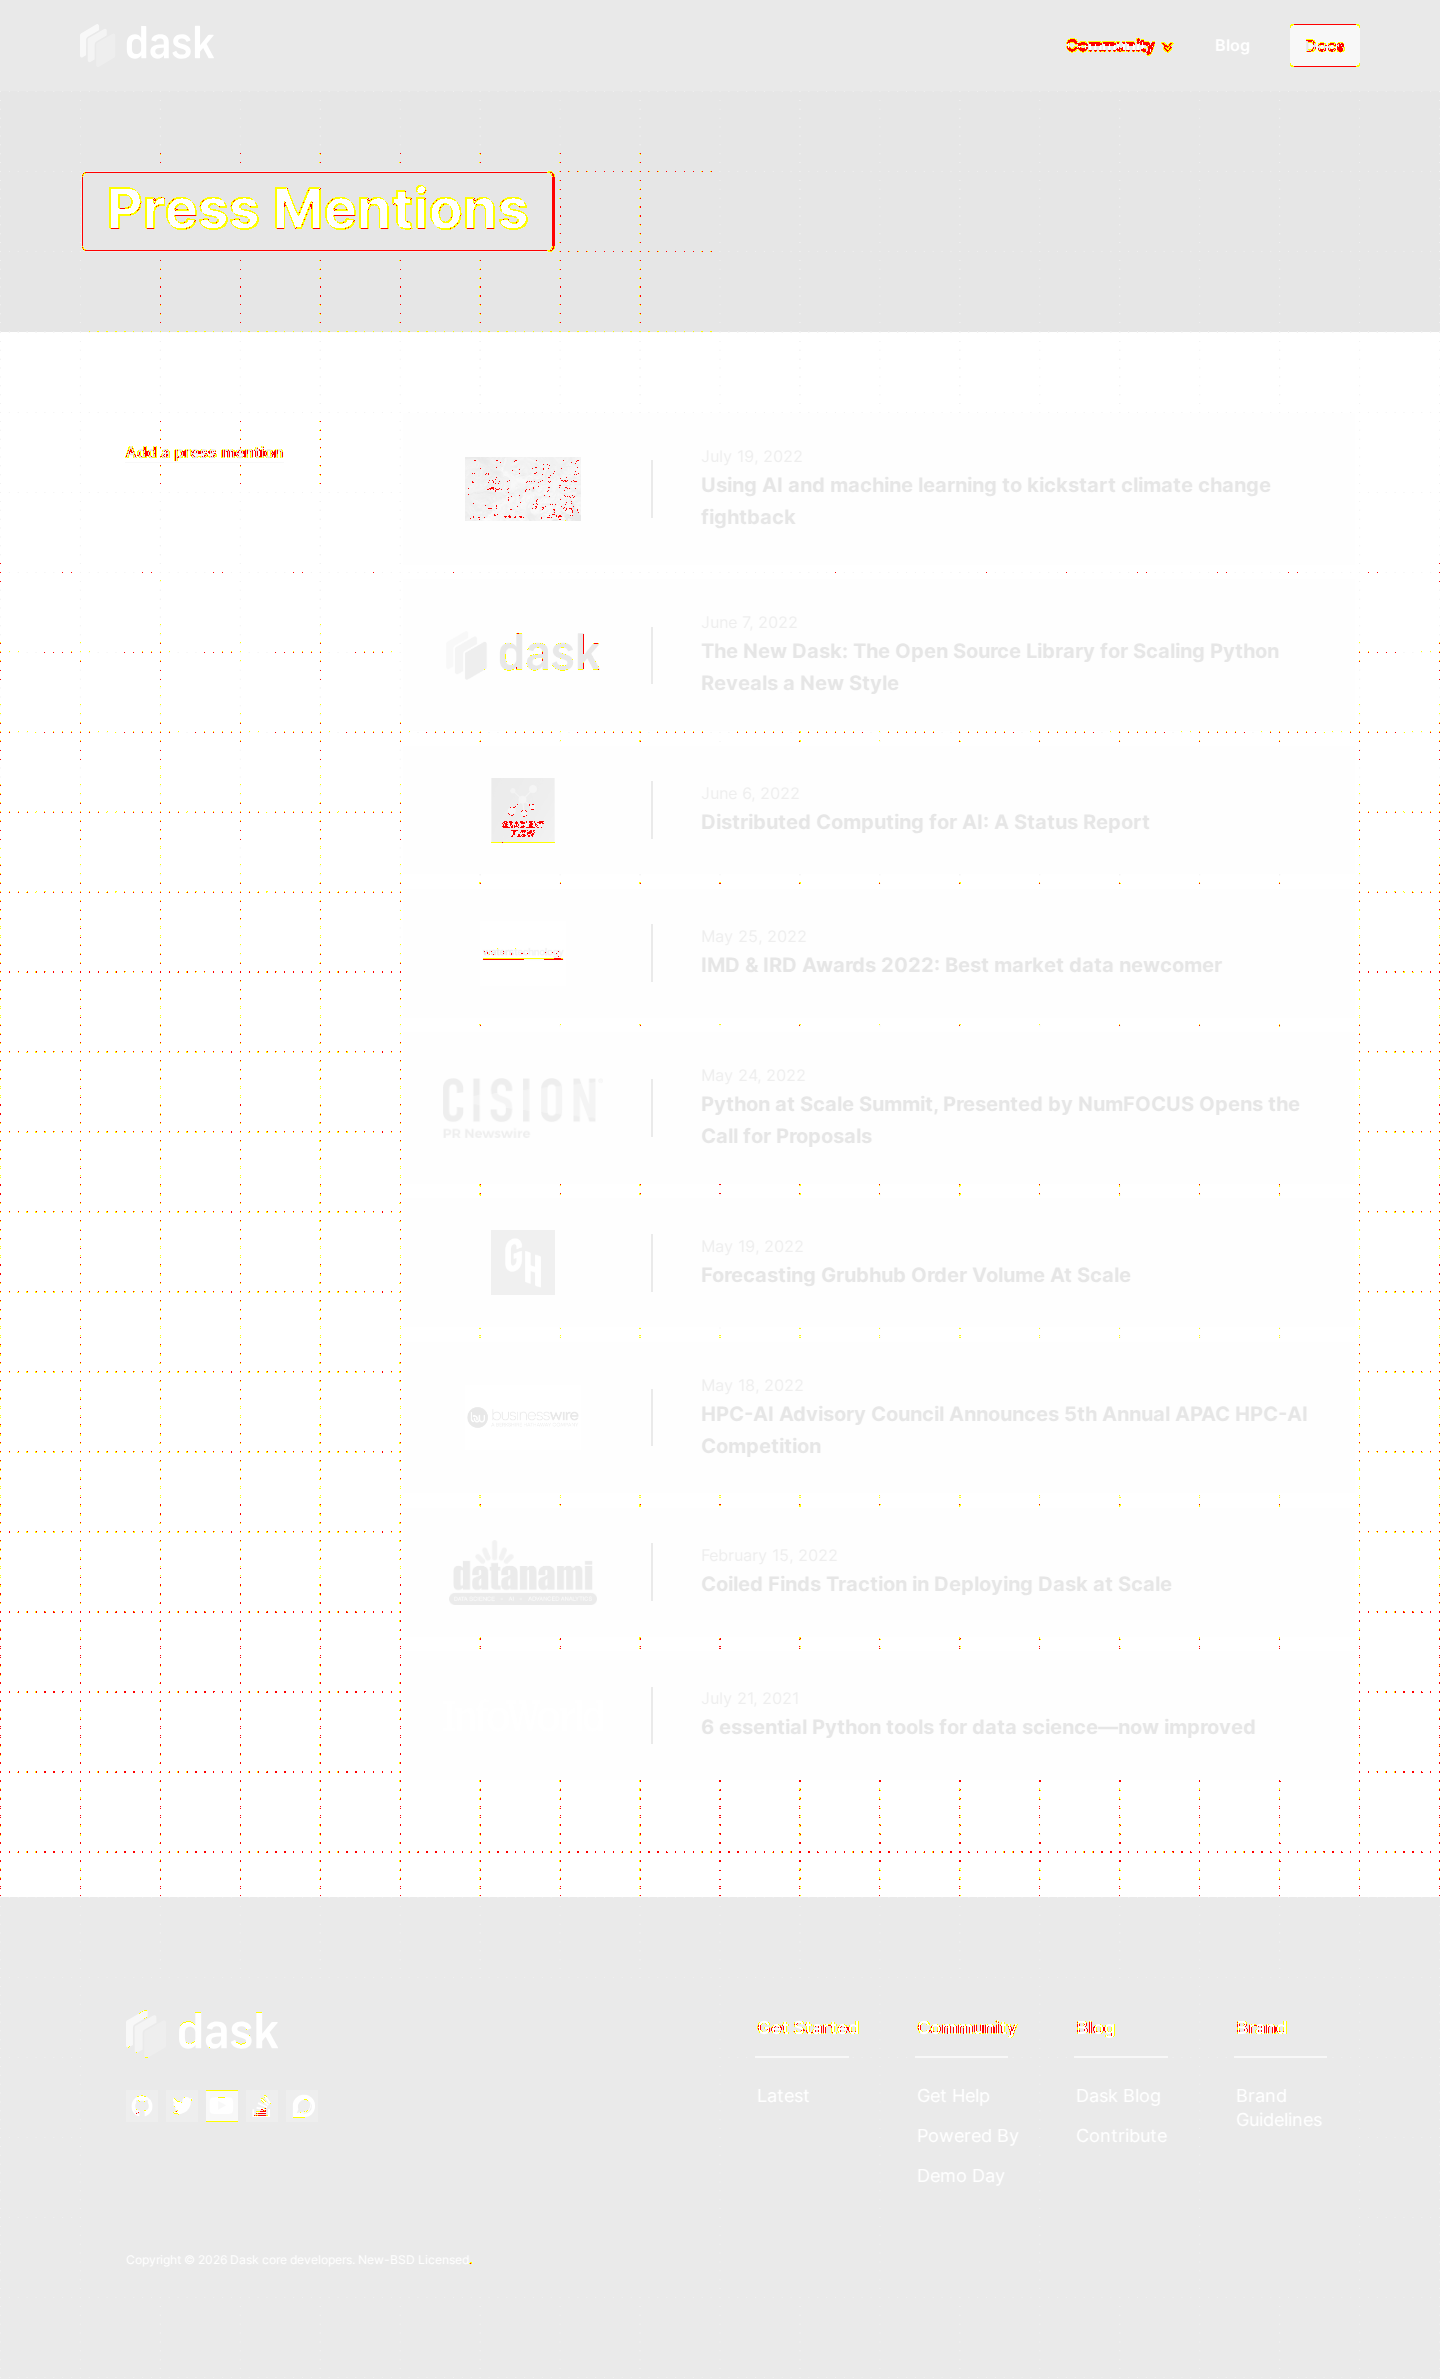 dask
Community
Blog
Docs
Press Mentions
Add a press mention
July 19, 2022
Using AI and machine learning to kickstart climate change
fightback
dask
June 7, 2022
The New Dask: The Open Source Library for Scaling Python
Reveals a New Style
GRADIENT
FLOW
June 6, 2022
Distributed Computing for AI: A Status Report
May 25, 2022
IMD & IRD Awards 2022: Best market data newcomer
CISION
PR Newswire
May 24, 2022
Python at Scale Summit, Presented by NumFOCUS Opens the
Call for Proposals
GH
May 19, 2022
Forecasting Grubhub Order Volume At Scale
bw businesswire
May 18, 2022
HPC-AI Advisory Council Announces 5th Annual APAC HPC-AI
Competition
datanami
February 15, 2022
Coiled Finds Traction in Deploying Dask at Scale
July 21, 2021
6 essential Python tools for data science—now improved
dask
Get Started
Latest
Community
Get Help
Powered By
Demo Day
Blog
Dask Blog
Contribute
Brand
Brand
Guidelines
Copyright © 2026 Dask core developers. New-BSD Licensed.